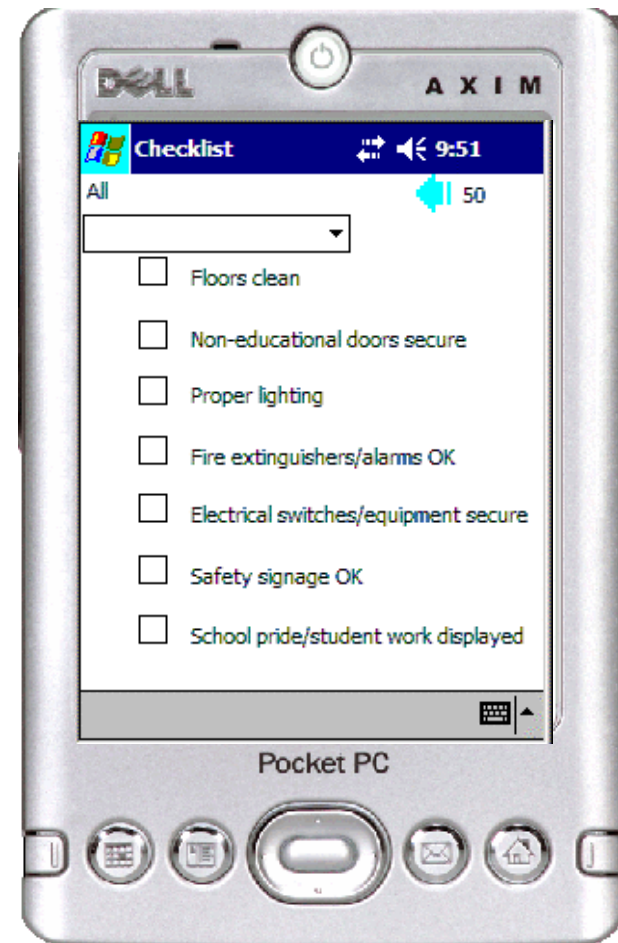 DELL
AXIM
Checklist 9:51
All 50
Floors clean
Non-educational doors secure
Proper lighting
Fire extinguishers/alarms OK
Electrical switches/equipment secure
Safety signage OK
School pride/student work displayed
Pocket PC